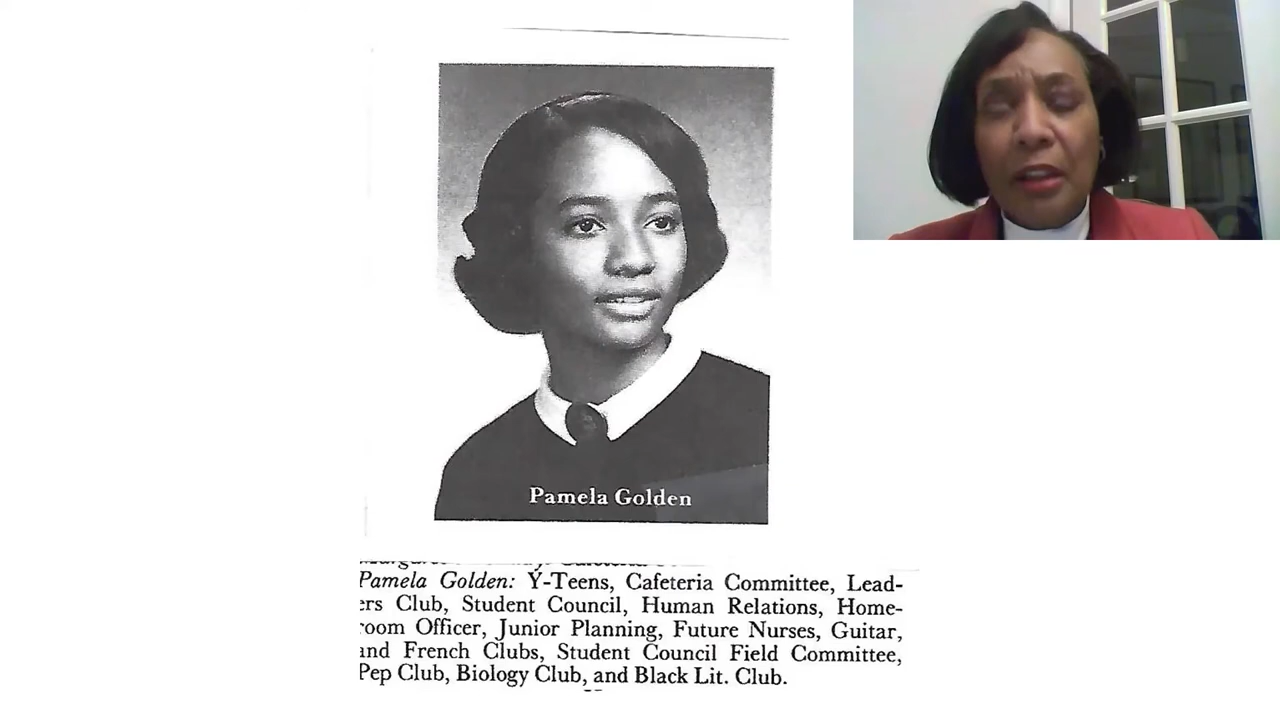 Pamela Golden
Pamela Golden: Y-Teens, Cafeteria Committee, Lead-
ers Club, Student Council, Human Relations, Home-
room Officer, Junior Planning, Future Nurses, Guitar,
and French Clubs, Student Council Field Committee,
Pep Club, Biology Club, and Black Lit. Club.